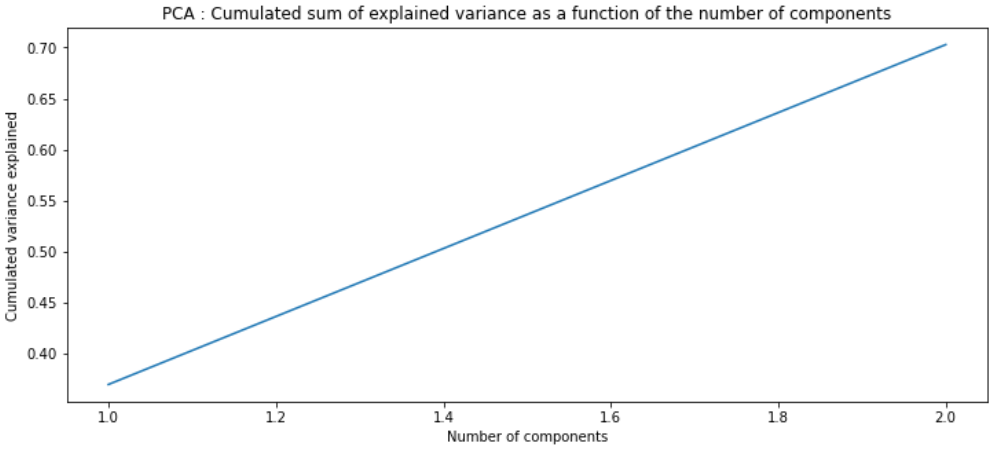 PCA : Cumulated sum of explained variance as a function of the number of components
Cumulated variance explained
0.70
0.65
0.60
0.55
0.50
0.45
0.40
1.0 1.2 1.4 1.6 1.8 2.0
Number of components